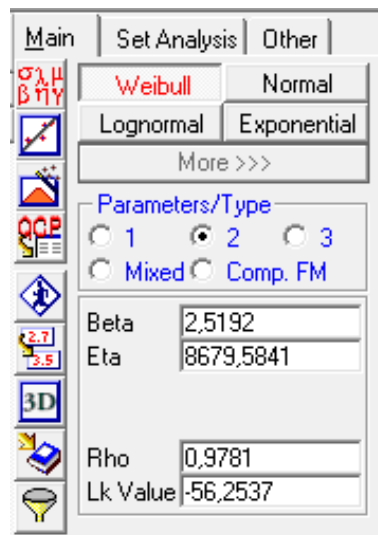 Main Set Analysis Other
σλμ
βηγ
Weibull Normal
Lognormal Exponential
More >>>
QCP
Parameters/Type
1 2 3
Mixed Comp. FM
Beta 2,5192
2.7
3.5
Eta 8679,5841
3D
Rho 0,9781
Lk Value -56,2537